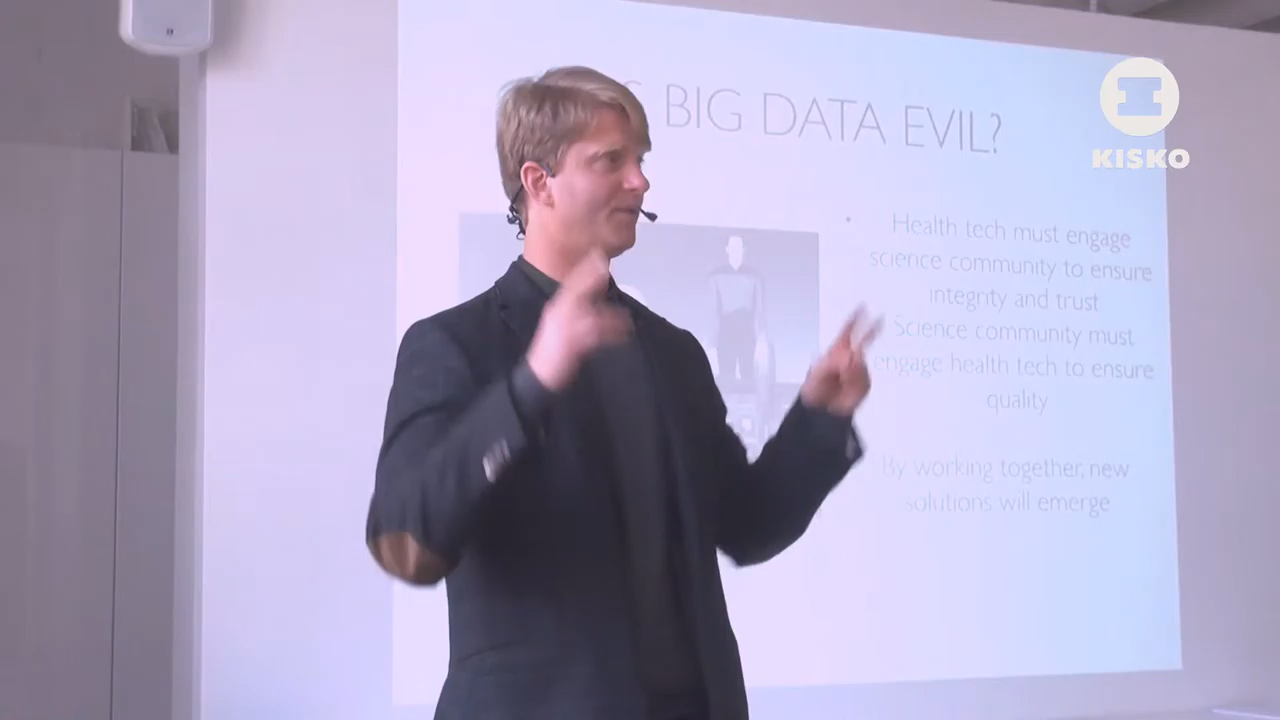 BIG DATA EVIL?
KISKO
• Health tech must engage
science community to ensure
integrity and trust
Science community must
engage health tech to ensure
quality
By working together, new
solutions will emerge